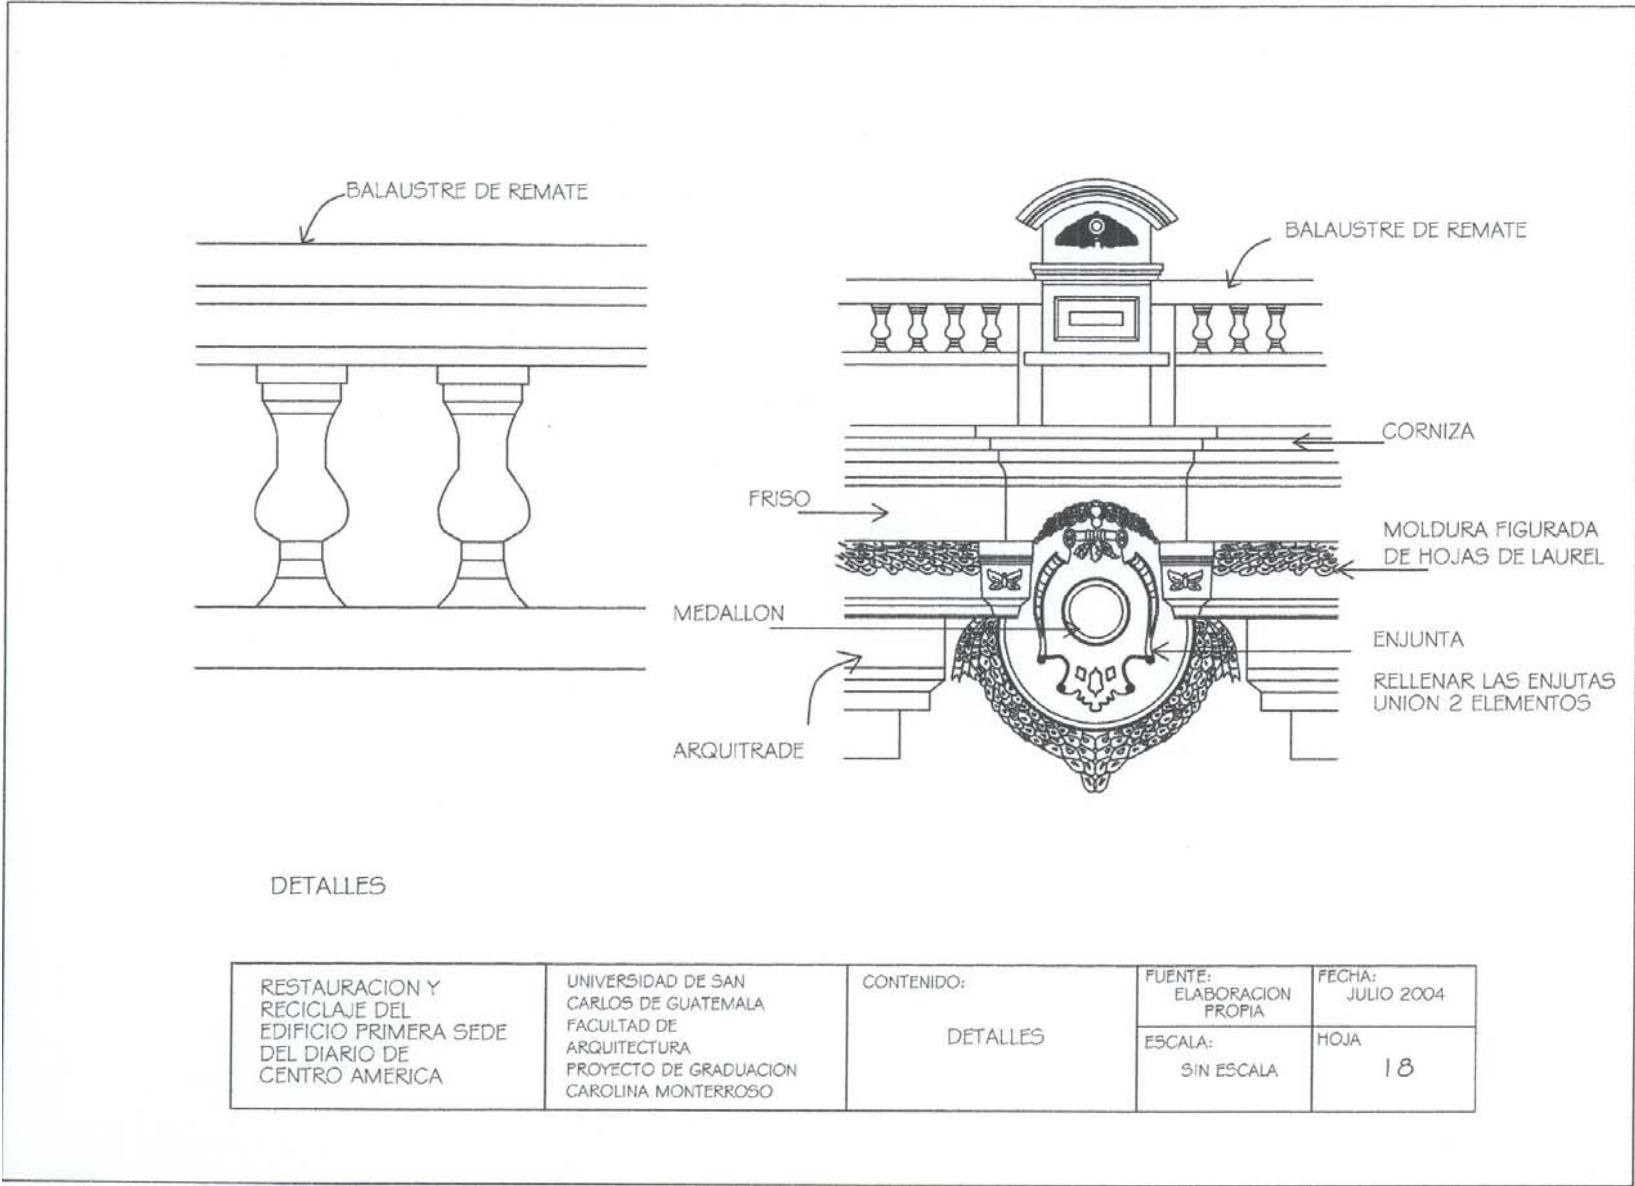 BALAUSTRE DE REMATE
BALAUSTRE DE REMATE
CORNIZA
FRISO
MOLDURA FIGURADA
DE HOJAS DE LAUREL
MEDALLON
ENJUNTA
RELLENAR LAS ENJUTAS
UNION 2 ELEMENTOS
ARQUITRADE
DETALLES
RESTAURACION Y
RECICLAJE DEL
EDIFICIO PRIMERA SEDE
DEL DIARIO DE
CENTRO AMERICA
UNIVERSIDAD DE SAN
CARLOS DE GUATEMALA
FACULTAD DE
ARQUITECTURA
PROYECTO DE GRADUACION
CAROLINA MONTERROSO
CONTENIDO:
DETALLES
FUENTE:
ELABORACION
PROPIA
ESCALA:
SIN ESCALA
FECHA:
JULIO 2004
HOJA
18